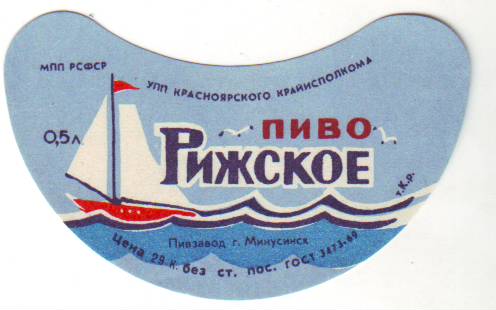 МПП РСФСР
УПП КРАСНОЯРСКОГО КРАЙИСПОЛКОМА
0,5л
ПИВО
РИЖСКОЕ
т.К.р.
Пивзавод г. Минусинск
Цена 29 к. без ст. пос. ГОСТ 3473-69